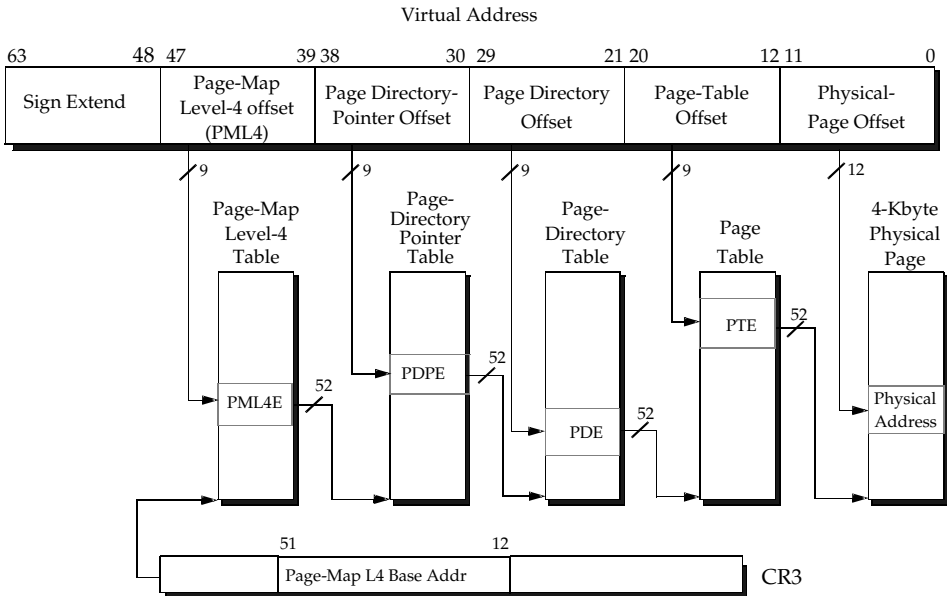 Virtual Address
63 48 47 39 38 30 29 21 20 12 11 0
Sign Extend
Page-Map
Level-4 offset
(PML4)
Page Directory-
Pointer Offset
Page Directory
Offset
Page-Table
Offset
Physical-
Page Offset
9 9 9 9 12
Page-Map
Level-4
Table
Page-
Directory
Pointer
Table
Page-
Directory
Table
Page
Table
4-Kbyte
Physical
Page
PML4E
52
PDPE
52
PDE
52
PTE
52
Physical
Address
51 12
Page-Map L4 Base Addr
CR3